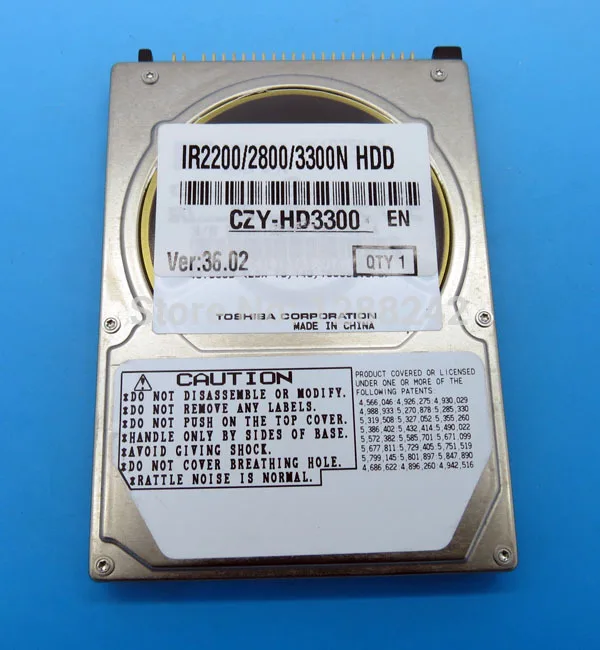 IR2200/2800/3300N HDD
CZY-HD3300 EN
Ver:36.02 QTY 1
TOSHIBA CORPORATION
MADE IN CHINA
CAUTION
*DO NOT DISASSEMBLE OR MODIFY.
*DO NOT REMOVE ANY LABELS.
*DO NOT PUSH ON THE TOP COVER.
*HANDLE ONLY BY SIDES OF BASE.
*AVOID GIVING SHOCK.
*DO NOT COVER BREATHING HOLE.
*RATTLE NOISE IS NORMAL.
PRODUCT COVERED OR LICENSED
UNDER ONE OR MORE OF THE
FOLLOWING PATENTS:
4,566,046:4,926,275:4,930,029
4,988,933:5,270,878:5,285,330
5,319,508:5,327,052:5,355,260
5,386,402:5,432,414:5,490,022
5,572,382:5,585,701:5,671,099
5,677,811:5,729,405:5,751,519
5,799,145:5,801,897:5,847,890
4,686,622:4,896,260:4,942,516